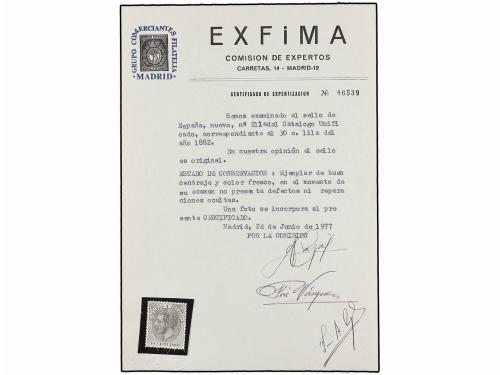 GRUPO COMERCIANTES FILATELIA
MADRID
EXFiMA
COMISION DE EXPERTOS
CARRETAS, 14 - MADRID-12
CERTIFICADO DE EXPERTIZACION Nº 46539
Hemos examinado el sello de
España, nuevo, nº 211sdel Catalogo Unifi
cado, correspondiente al 30 c. lila del
año 1882.
En nuestra opinión el sello
es original.
ESTADO DE CONSERVACION : Ejemplar de buen
centraje y color fresco, en el momento de
su examen no presenta defectos ni repara
ciones ocultas.
Una foto se incorpora al pre
sente CERTIFICADO.
Madrid, 24 de Junio de 1977
POR LA COMISION